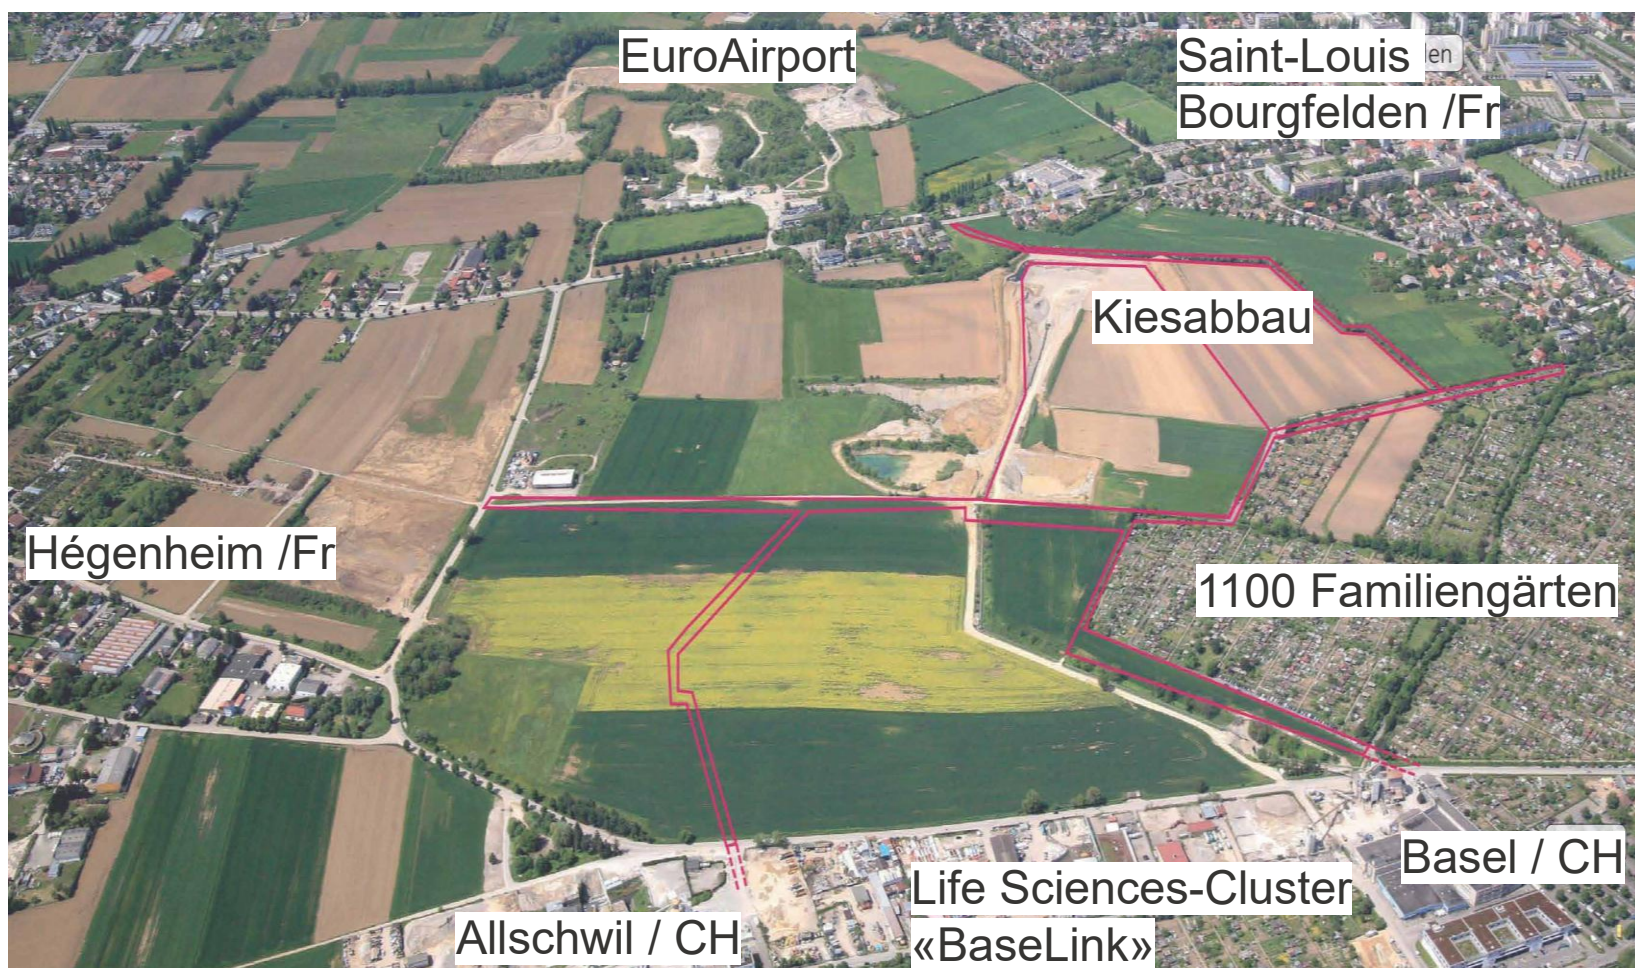 EuroAirport
Saint-Louis
Bourgfelden /Fr
Kiesabbau
Hégenheim /Fr
1100 Familiengärten
Basel / CH
Life Sciences-Cluster
«BaseLink»
Allschwil / CH